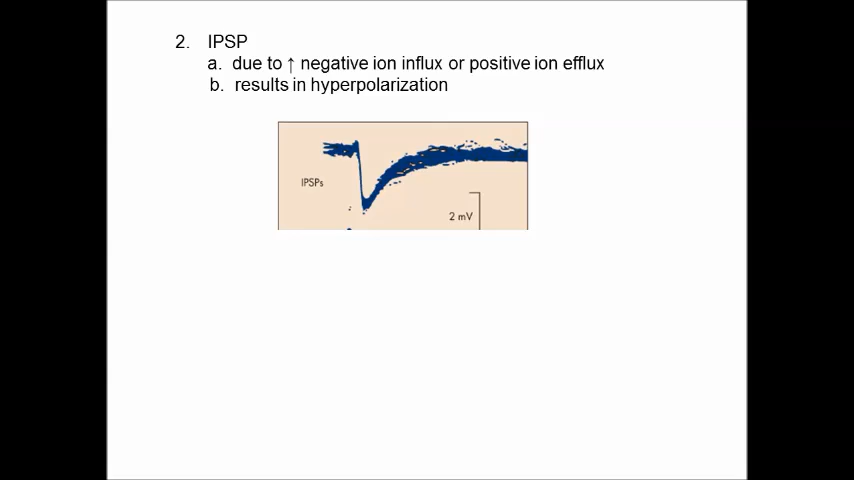 2. IPSP
a. due to ↑ negative ion influx or positive ion efflux
b. results in hyperpolarization
IPSPs
2 mV